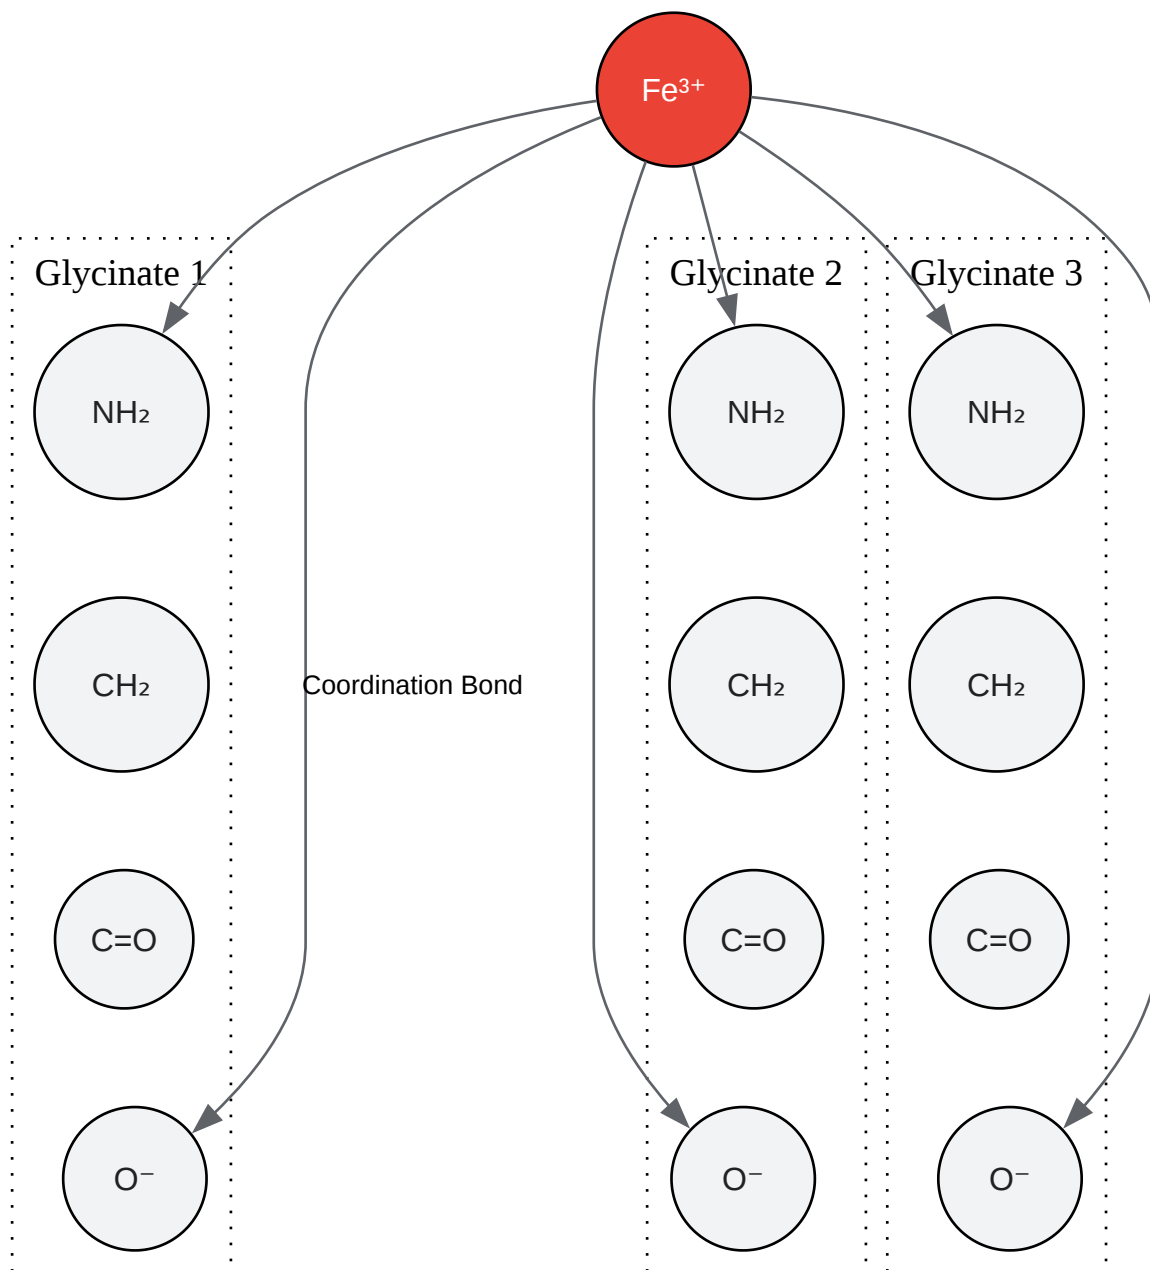 Fe³⁺
Glycinate 1
Glycinate 2
Glycinate 3
NH₂
NH₂
NH₂
CH₂
Coordination Bond
CH₂
CH₂
C=O
C=O
C=O
O⁻
O⁻
O⁻